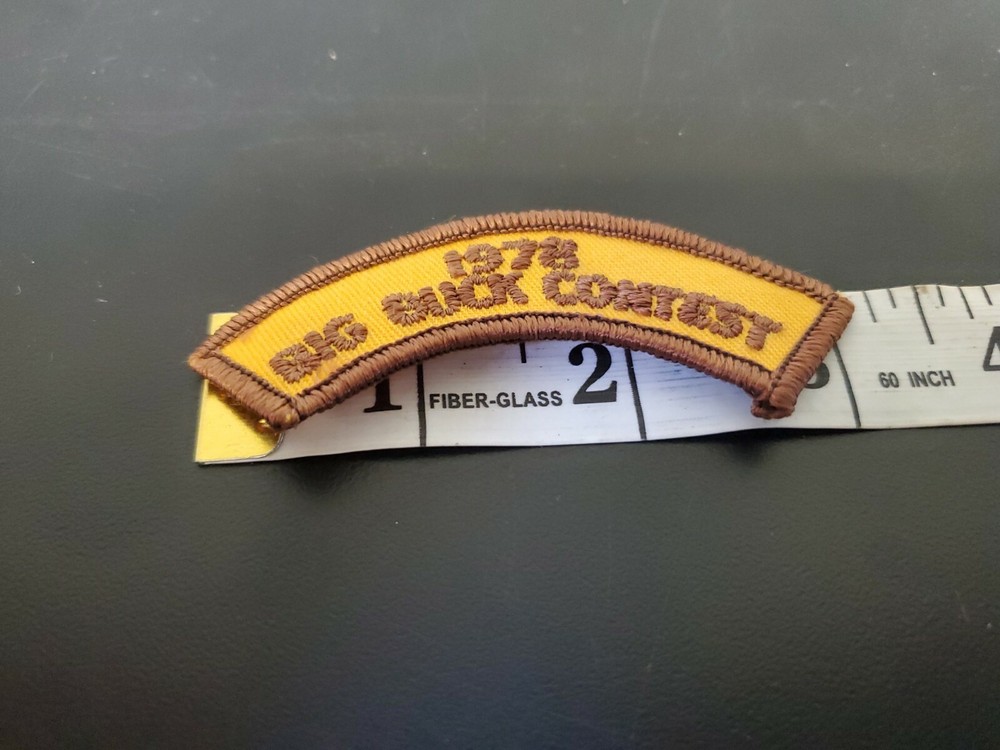 1978
BIG BUCK CONTEST
1 FIBER-GLASS 2 3 60 INCH 4